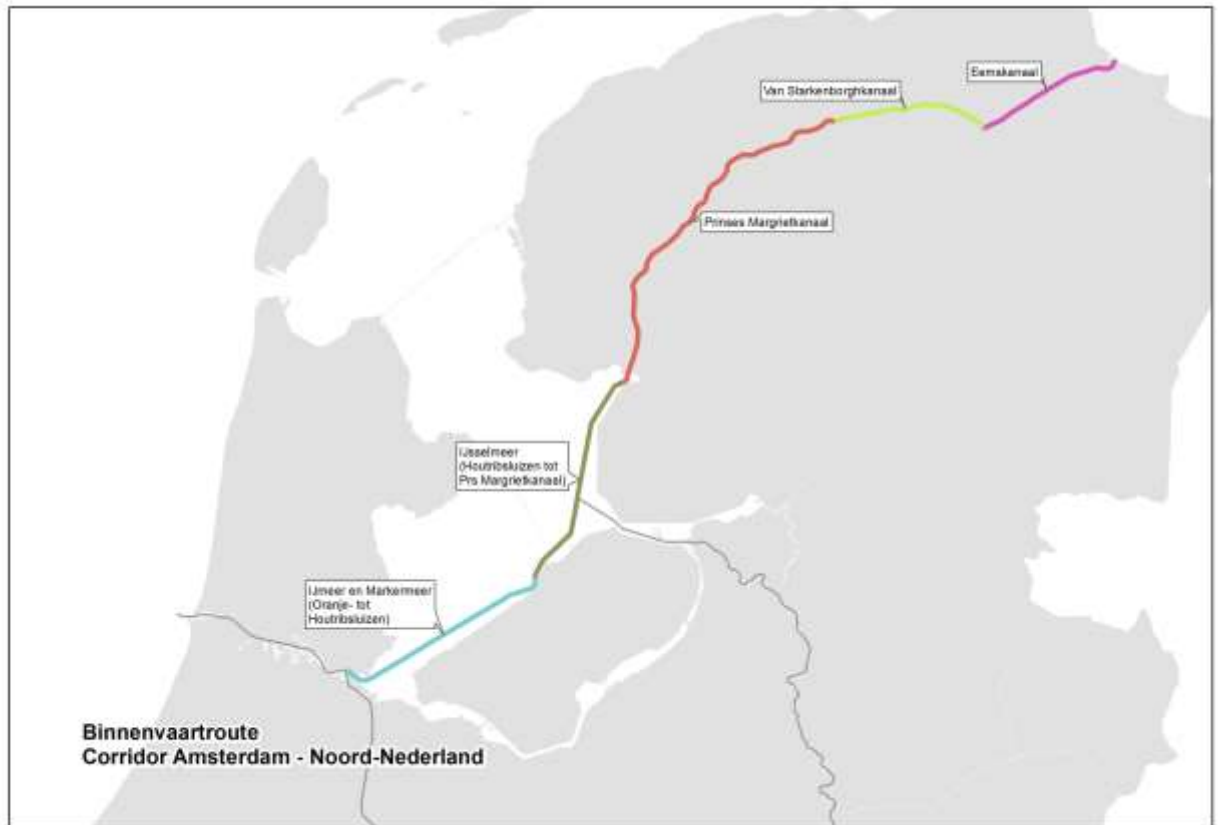 Eemskanaal
Van Starkenborghkanaal
Prinses Margrietkanaal
IJsselmeer
(Houtribsluizen tot
Prs Margrietkanaal)
IJmeer en Markermeer
(Oranje- tot
Houtribsluizen)
Binnenvaartroute
Corridor Amsterdam - Noord-Nederland